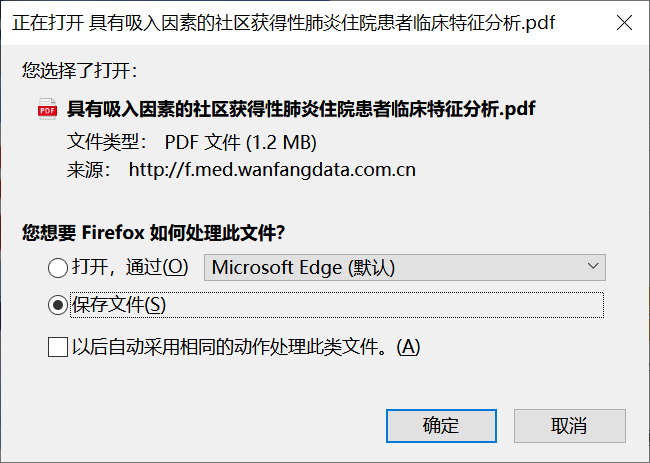 正在打开 具有吸入因素的社区获得性肺炎住院患者临床特征分析.pdf
您选择了打开：
PDF 具有吸入因素的社区获得性肺炎住院患者临床特征分析.pdf
文件类型： PDF 文件 (1.2 MB)
来源： http://f.med.wanfangdata.com.cn
您想要 Firefox 如何处理此文件？
打开，通过(O) Microsoft Edge (默认)
保存文件(S)
以后自动采用相同的动作处理此类文件。(A)
确定 取消